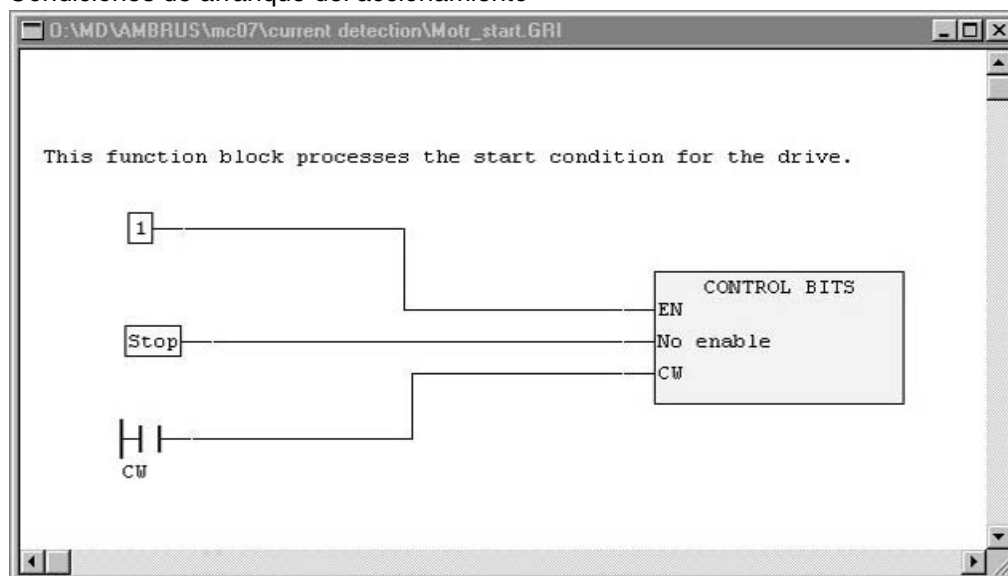 Condiciones de arranque del accionamiento
O:\MD\AMBRUS\mc07\current detection\Motr_start.GRI
This function block processes the start condition for the drive.
1
CONTROL BITS
EN
Stop
No enable
CW
CW